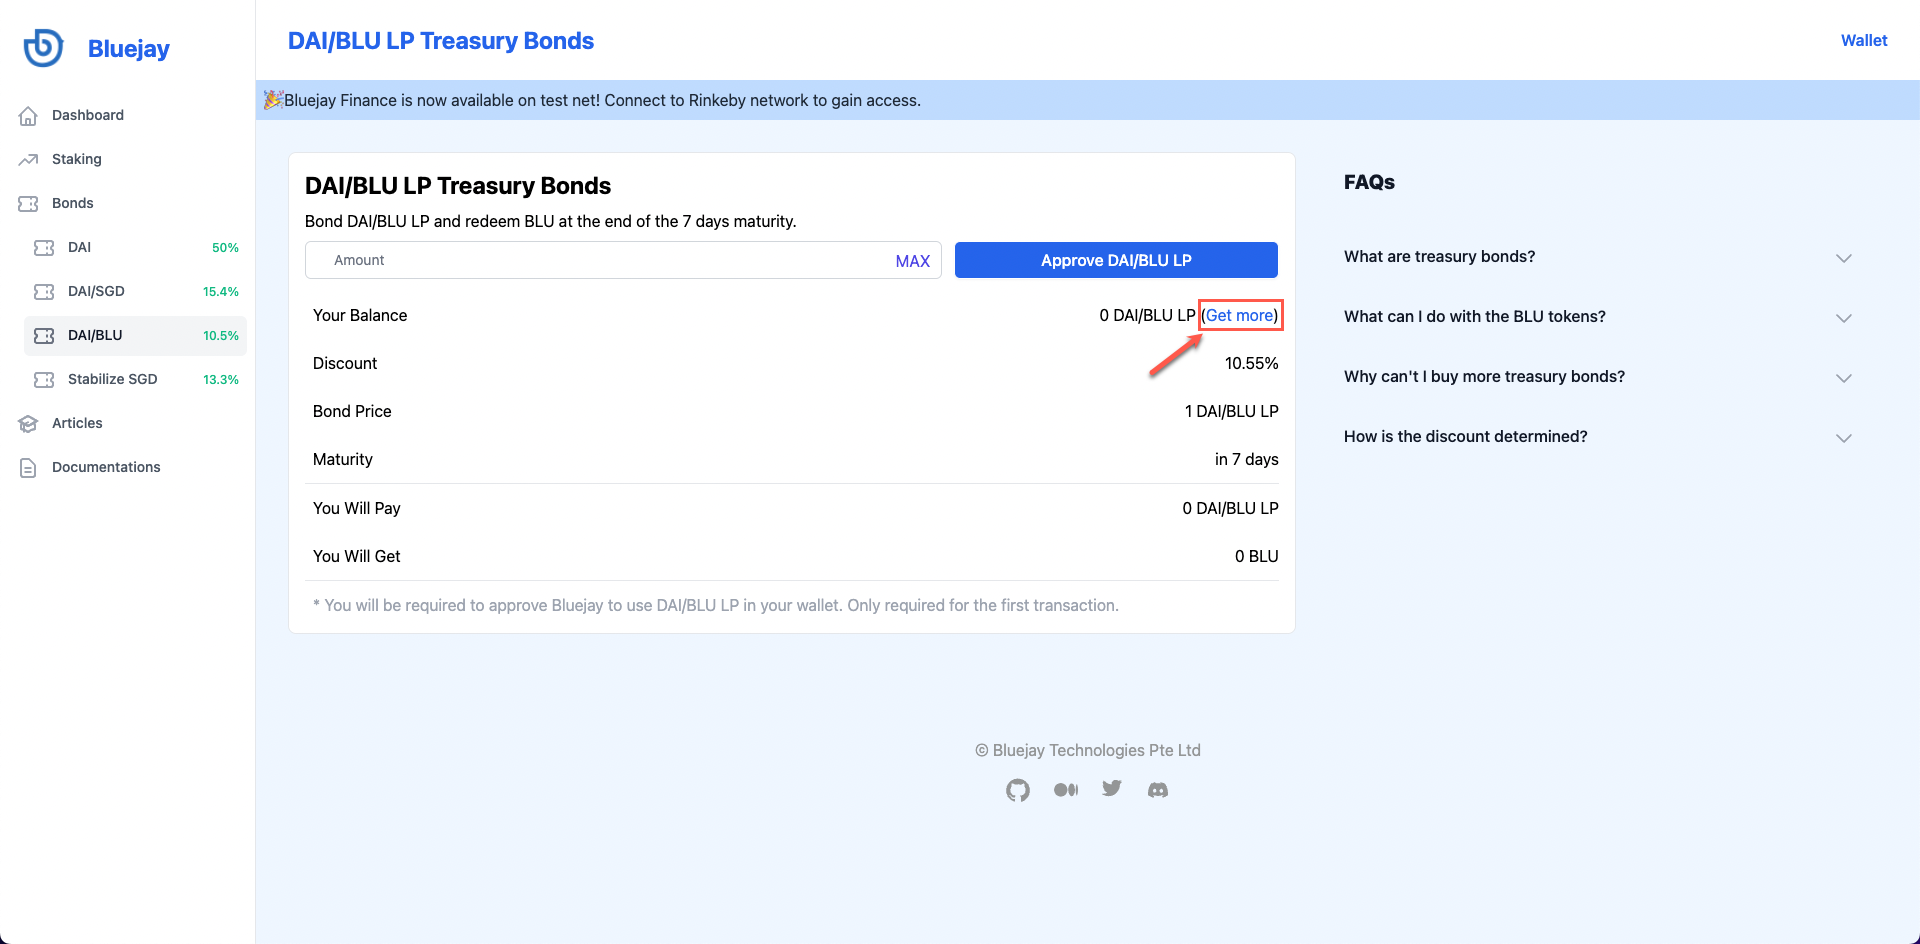 Bluejay
Dashboard
Staking
Bonds
DAI 50%
DAI/SGD 15.4%
DAI/BLU 10.5%
Stabilize SGD 13.3%
Articles
Documentations
DAI/BLU LP Treasury Bonds
Wallet
🎉Bluejay Finance is now available on test net! Connect to Rinkeby network to gain access.
DAI/BLU LP Treasury Bonds
Bond DAI/BLU LP and redeem BLU at the end of the 7 days maturity.
Amount MAX Approve DAI/BLU LP
Your Balance 0 DAI/BLU LP (Get more)
Discount 10.55%
Bond Price 1 DAI/BLU LP
Maturity in 7 days
You Will Pay 0 DAI/BLU LP
You Will Get 0 BLU
* You will be required to approve Bluejay to use DAI/BLU LP in your wallet. Only required for the first transaction.
FAQs
What are treasury bonds?
What can I do with the BLU tokens?
Why can't I buy more treasury bonds?
How is the discount determined?
© Bluejay Technologies Pte Ltd